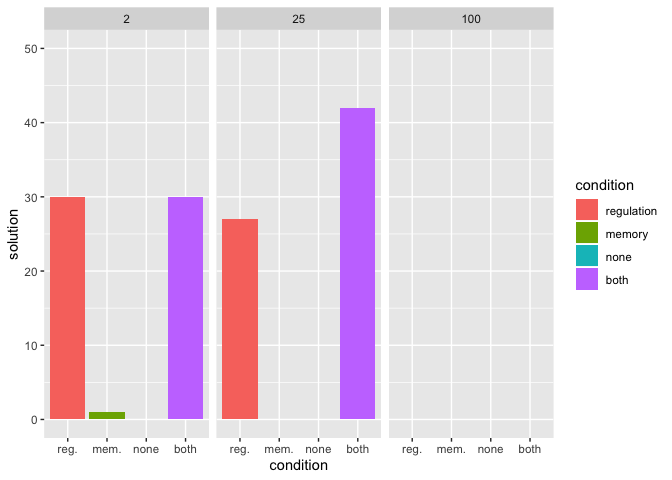 2 25 100
50
40
30
20
10
0
solution
reg. mem. none both reg. mem. none both reg. mem. none both
condition
condition
regulation
memory
none
both